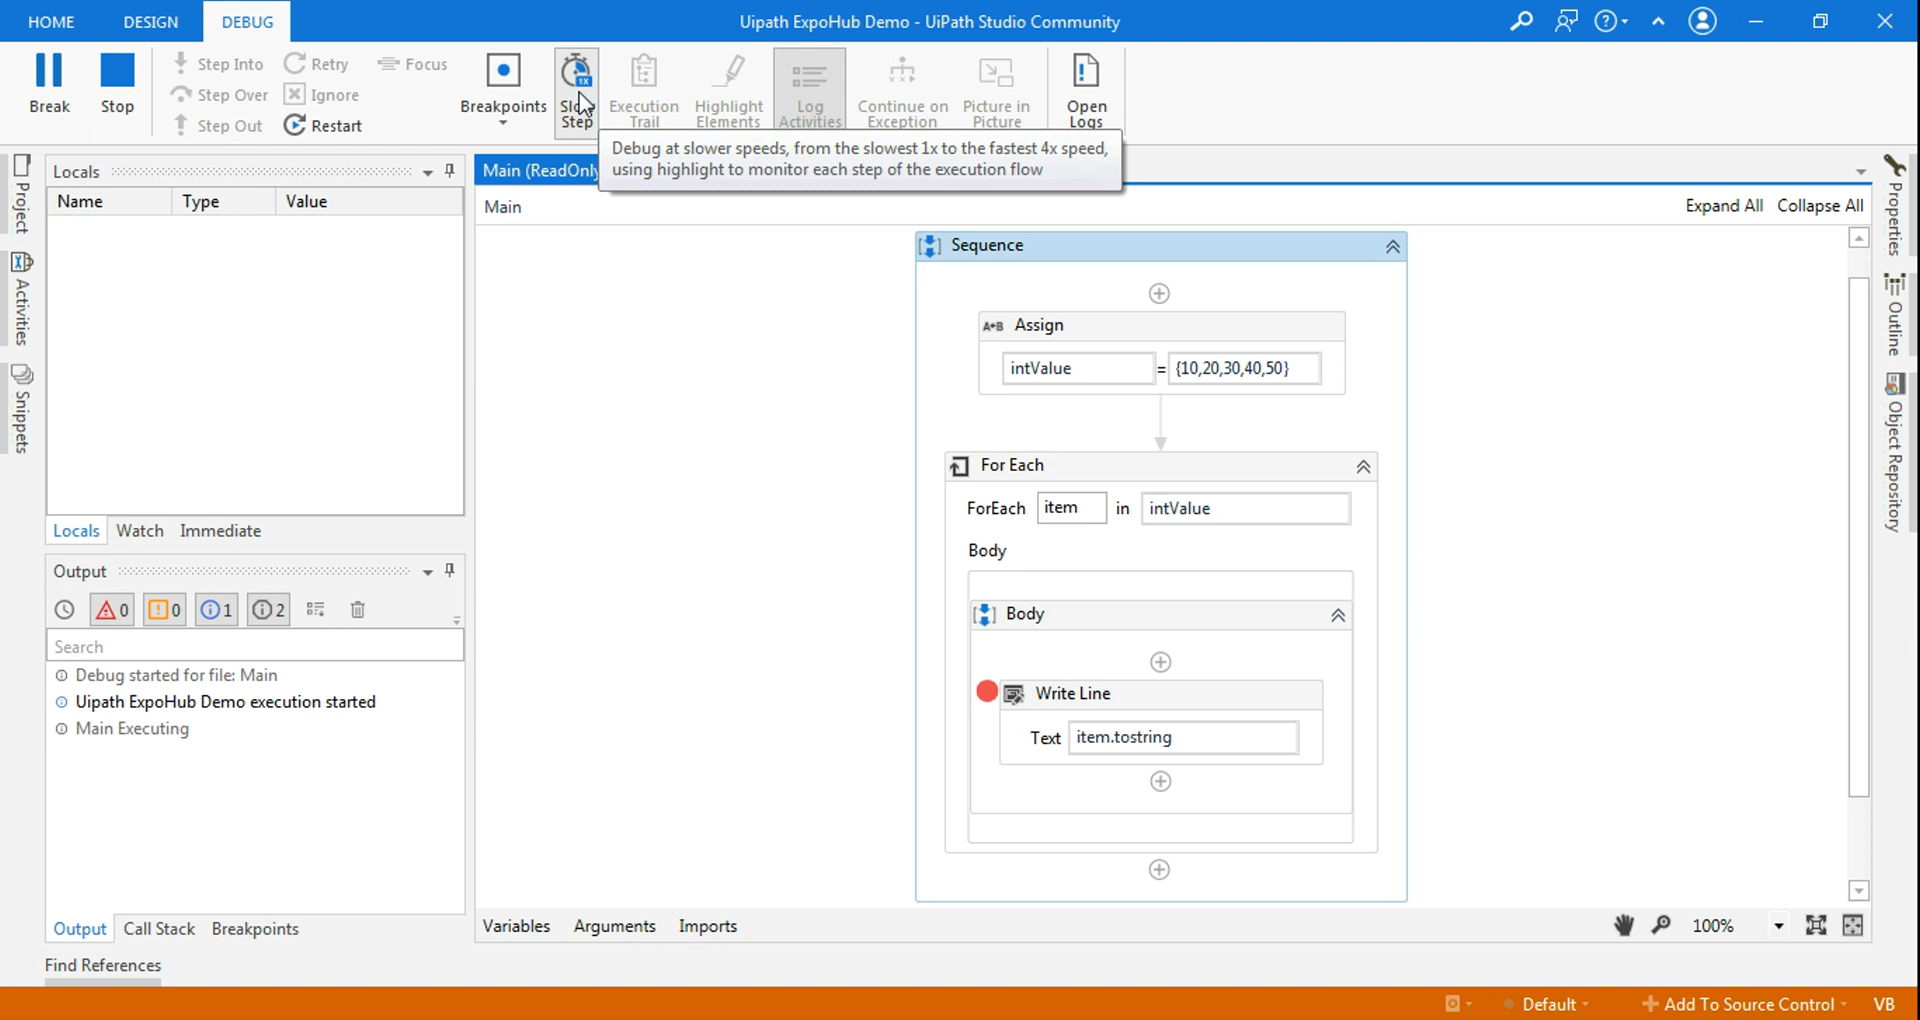 HOME DESIGN DEBUG Uipath ExpoHub Demo - UiPath Studio Community
Break Stop
Step Into
Step Over
Step Out
Retry
Ignore
Restart
Focus
Breakpoints
1X
Slow
Step
Execution
Trail
Highlight
Elements
Log
Activities
Continue on
Exception
Picture in
Picture
Open
Logs
Debug at slower speeds, from the slowest 1x to the fastest 4x speed,
using highlight to monitor each step of the execution flow
Project
Activities
Snippets
Locals
Name Type Value
Locals Watch Immediate
Output
0 0 1 2
Search
Debug started for file: Main
Uipath ExpoHub Demo execution started
Main Executing
Output Call Stack Breakpoints
Find References
Main (ReadOnly
Main Expand All Collapse All
Sequence
A+B Assign
intValue = {10,20,30,40,50}
For Each
ForEach item in intValue
Body
Body
Write Line
Text item.tostring
Variables Arguments Imports 100%
Properties
Outline
Object Repository
Default Add To Source Control VB